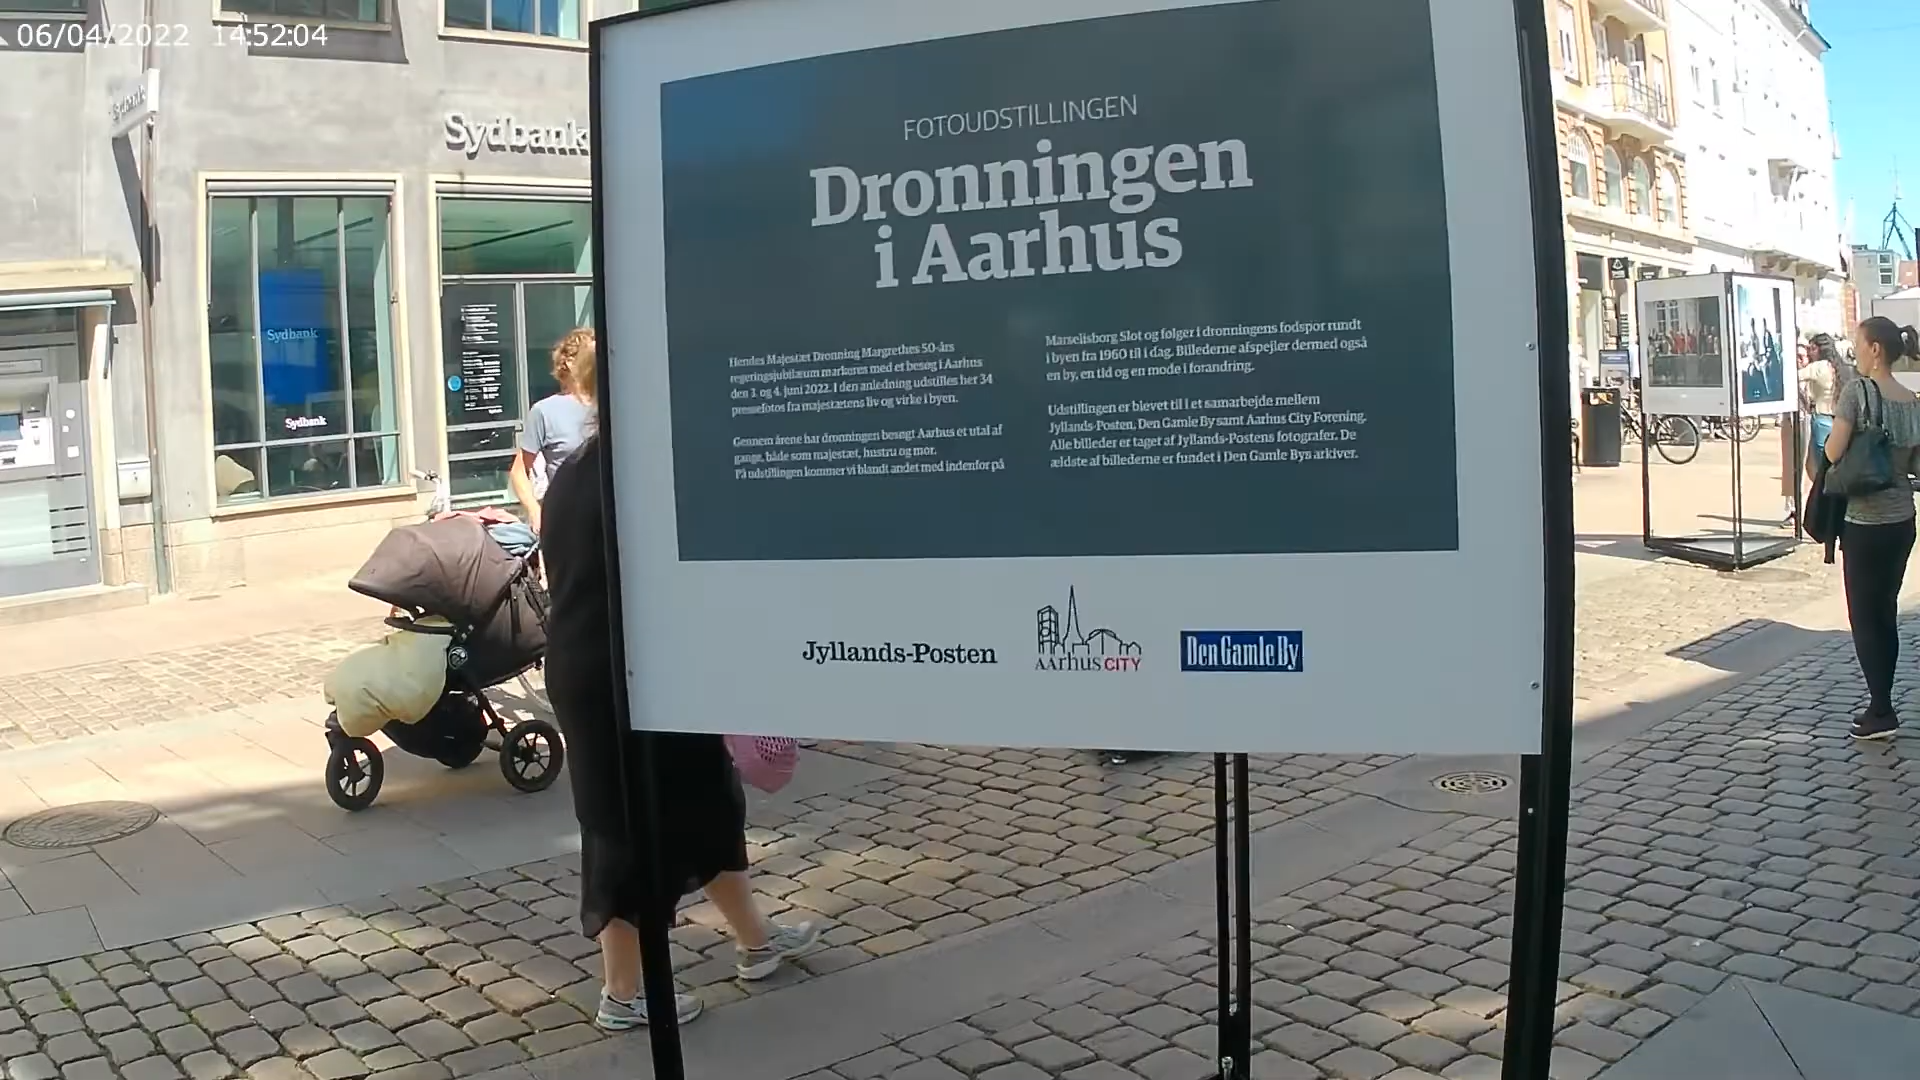 06/04/2022 14:52:04
Sydbank
Sydbank
Sydbank
FOTOUDSTILLINGEN
Dronningen
i Aarhus
Hendes Majestæt Dronning Margrethes 50-års
regeringsjubilæum markeres med et besøg i Aarhus
den 3. og 4. juni 2022. I den anledning udstilles her 34
pressefotos fra majestætens liv og virke i byen.
Gennem årene har dronningen besøgt Aarhus et utal af
gange, både som majestæt, hustru og mor.
På udstillingen kommer vi blandt andet med indenfor på
Marselisborg Slot og følger i dronningens fodspor rundt
i byen fra 1960 til i dag. Billederne afspejler dermed også
en by, en tid og en mode i forandring.
Udstillingen er blevet til i et samarbejde mellem
Jyllands-Posten, Den Gamle By samt Aarhus City Forening.
Alle billeder er taget af Jyllands-Postens fotografer. De
ældste af billederne er fundet i Den Gamle Bys arkiver.
Jyllands-Posten
AArhus CITY
Den Gamle By